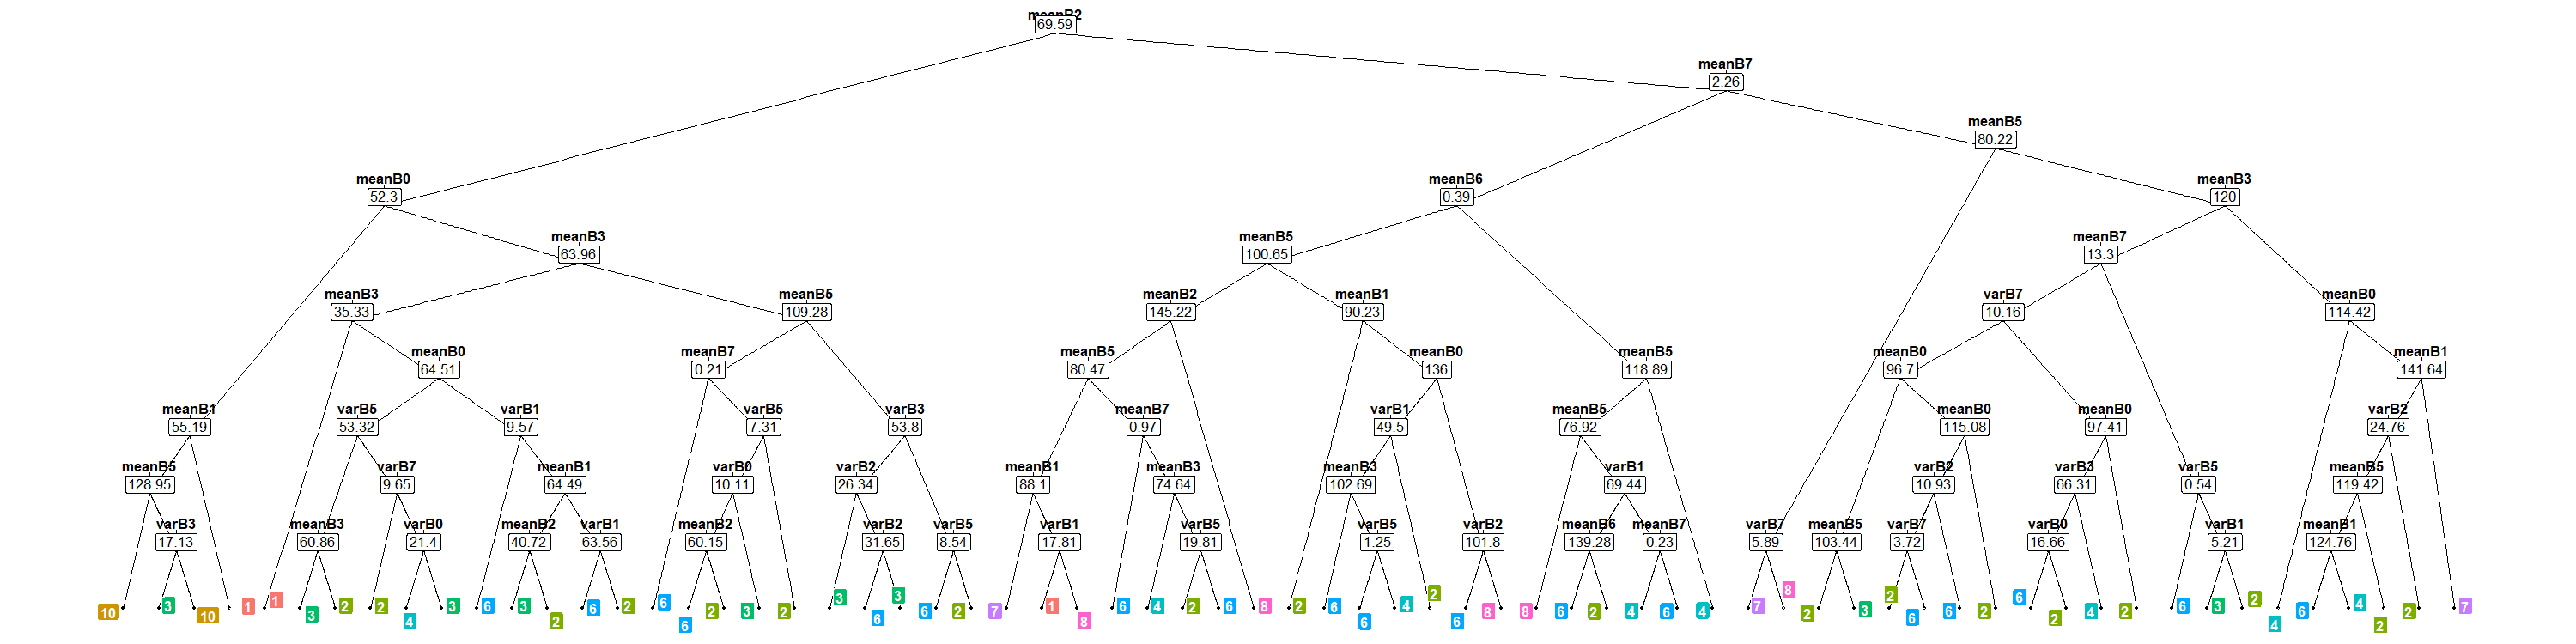 meanB2
69.59
meanB7
2.26
meanB5
80.22
meanB0 meanB6 meanB3
52.3 0.39 120
meanB3 meanB5 meanB7
63.96 100.65 13.3
meanB3 meanB5 meanB2 meanB1 varB7 meanB0
35.33 109.28 145.22 90.23 10.16 114.42
meanB0 meanB7 meanB5 meanB0 meanB5 meanB0 meanB1
64.51 0.21 80.47 136 118.89 96.7 141.64
meanB1 varB5 varB1 varB5 varB3 meanB7 varB1 meanB5 meanB0 meanB0 varB2
55.19 53.32 9.57 7.31 53.8 0.97 49.5 76.92 115.08 97.41 24.76
meanB5 varB7 meanB1 varB0 varB2 meanB1 meanB3 meanB3 varB1 varB2 varB3 varB5 meanB5
128.95 9.65 64.49 10.11 26.34 88.1 74.64 102.69 69.44 10.93 66.31 0.54 119.42
varB3 meanB3 varB0 meanB2 varB1 meanB2 varB2 varB5 varB1 varB5 varB5 varB2 meanB6 meanB7 varB7 meanB5 varB7 varB0 varB1 meanB1
17.13 60.86 21.4 40.72 63.56 60.15 31.65 8.54 17.81 19.81 1.25 101.8 139.28 0.23 5.89 103.44 3.72 16.66 5.21 124.76
10 3 10 1 1 3 2 2 4 3 6 3 2 6 2 6 6 2 3 2 3 6 3 6 2 7 1 8 6 4 2 6 8 2 6 6 4 2 6 8 8 6 2 4 6 4 7 8 2 3 2 6 6 2 6 2 4 2 6 3 2 4 6 4 2 2 7